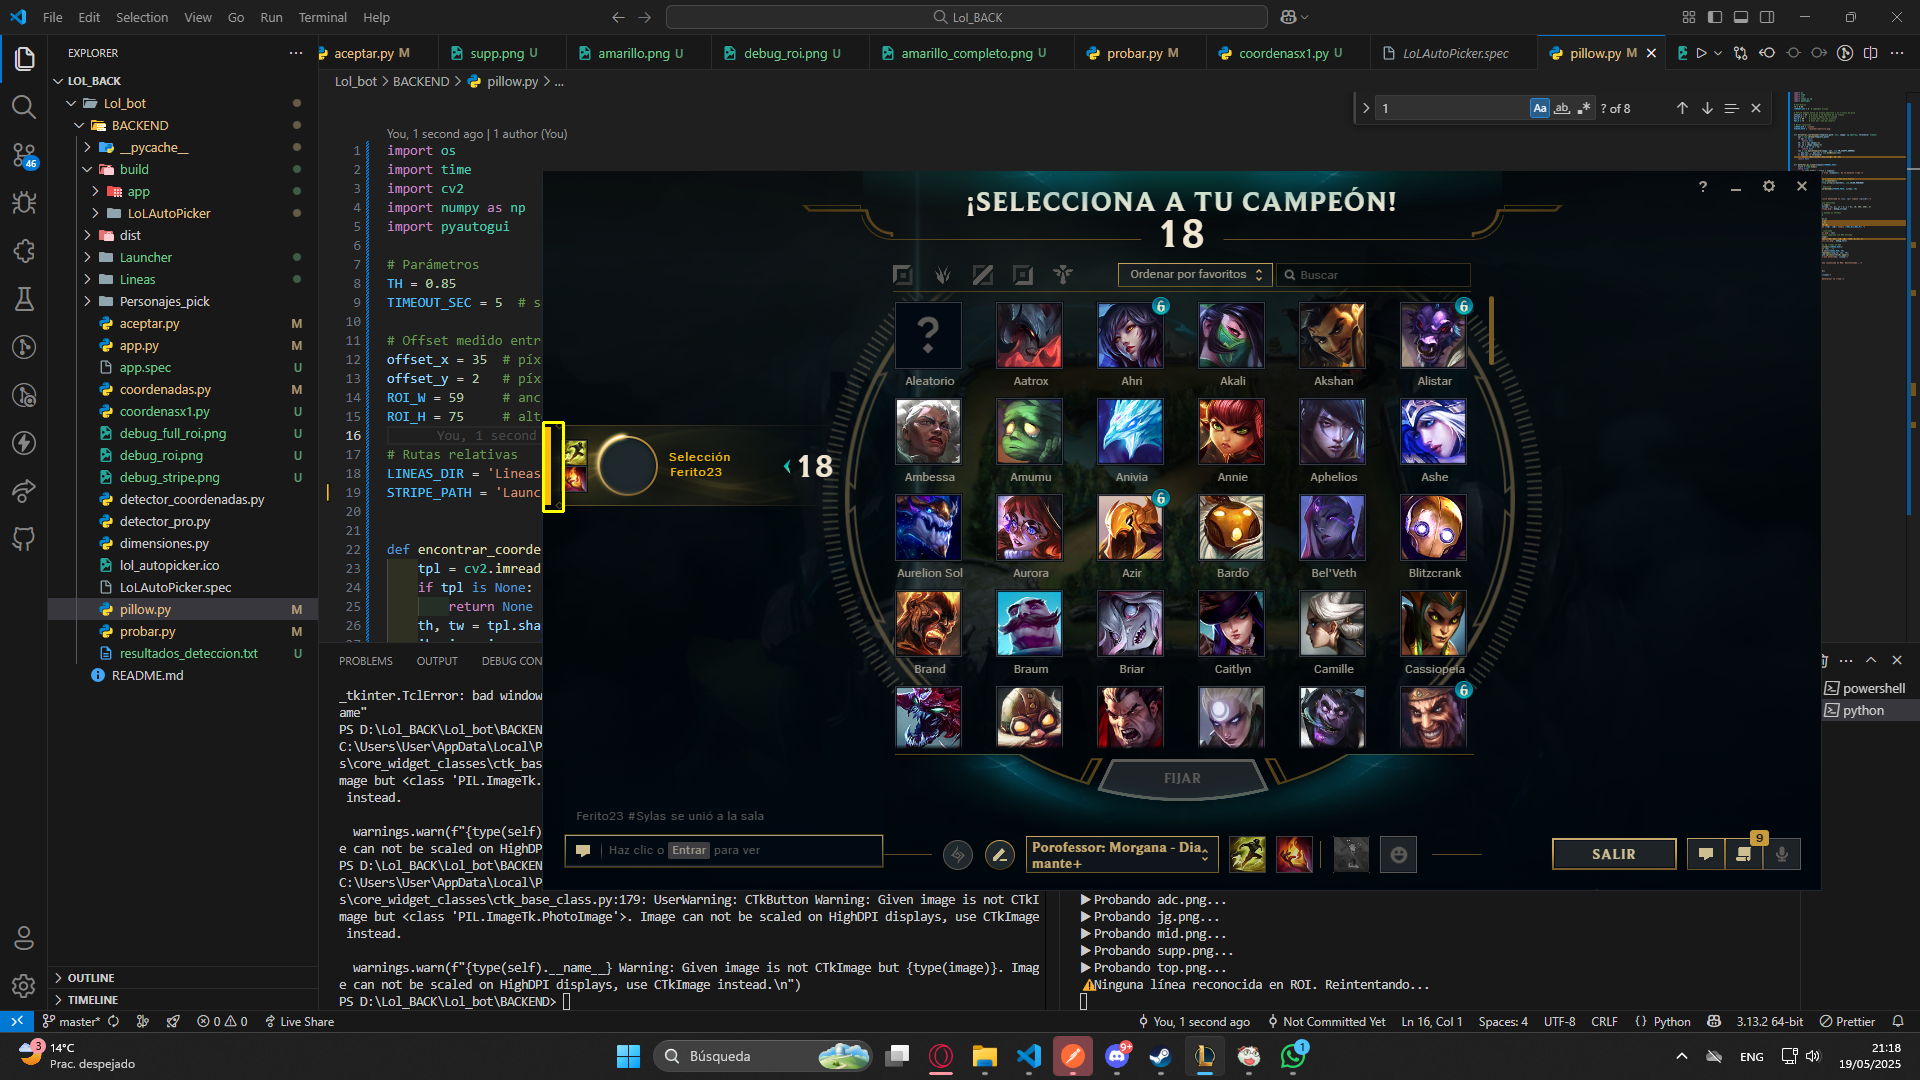 File Edit Selection View Go Run Terminal Help
Lol_BACK
EXPLORER
aceptar.py M
supp.png U
amarillo.png U
debug_roi.png U
amarillo_completo.png U
probar.py M
coordenasx1.py U
LoLAutoPicker.spec
pillow.py M
LOL_BACK
Lol_bot
BACKEND
__pycache__
build
app
LoLAutoPicker
dist
Launcher
Lineas
Personajes_pick
aceptar.py M
app.py M
app.spec U
coordenadas.py M
coordenasx1.py U
debug_full_roi.png U
debug_roi.png U
debug_stripe.png U
detector_coordenadas.py
detector_pro.py
dimensiones.py
lol_autopicker.ico
LoLAutoPicker.spec
pillow.py M
probar.py M
resultados_deteccion.txt U
README.md
OUTLINE
TIMELINE
46
Lol_bot > BACKEND > pillow.py > ...
1
Aa ab ? of 8
You, 1 second ago | 1 author (You)
1 import os
2 import time
3 import cv2
4 import numpy as np
5 import pyautogui
6
7 # Parámetros
8 TH = 0.85
9 TIMEOUT_SEC = 5 # s
10
11 # Offset medido entr
12 offset_x = 35 # píx
13 offset_y = 2 # píx
14 ROI_W = 59 # anc
15 ROI_H = 75 # alt
16 You, 1 second
17 # Rutas relativas
18 LINEAS_DIR = 'Lineas
19 STRIPE_PATH = 'Launc
20
21
22 def encontrar_coorde
23 tpl = cv2.imread
24 if tpl is None:
25 return None
26 th, tw = tpl.sha
¡SELECCIONA A TU CAMPEÓN!
18
?
Ordenar por favoritos
Buscar
Aleatorio Aatrox Ahri Akali Akshan Alistar
6 6
Ambessa Amumu Anivia Annie Aphelios Ashe
Aurelion Sol Aurora Azir Bardo Bel'Veth Blitzcrank
6
Brand Braum Briar Caitlyn Camille Cassiopeia
6
Selección
Ferito23
18
FIJAR
Ferito23 #Sylas se unió a la sala
Haz clic o Entrar para ver
Porofessor: Morgana - Dia
mante+
SALIR
9
PROBLEMS OUTPUT DEBUG CON
_tkinter.TclError: bad window
ame"
PS D:\Lol_BACK\Lol_bot\BACKEN
C:\Users\User\AppData\Local\P
s\core_widget_classes\ctk_bas
mage but <class 'PIL.ImageTk.
instead.
warnings.warn(f"{type(self)
e can not be scaled on HighDP
PS D:\Lol_BACK\Lol_bot\BACKEN
C:\Users\User\AppData\Local\P
s\core_widget_classes\ctk_base_class.py:179: UserWarning: CTkButton Warning: Given image is not CTkI
mage but <class 'PIL.ImageTk.PhotoImage'>. Image can not be scaled on HighDPI displays, use CTkImage
instead.
warnings.warn(f"{type(self).__name__} Warning: Given image is not CTkImage but {type(image)}. Imag
e can not be scaled on HighDPI displays, use CTkImage instead.\n")
PS D:\Lol_BACK\Lol_bot\BACKEND>
Probando adc.png...
Probando jg.png...
Probando mid.png...
Probando supp.png...
Probando top.png...
Ninguna línea reconocida en ROI. Reintentando...
powershell
python
master* 0 0 Live Share
You, 1 second ago Not Committed Yet Ln 16, Col 1 Spaces: 4 UTF-8 CRLF Python 3.13.2 64-bit Prettier
3
14°C
Prac. despejado
Búsqueda
9+
1
ENG
21:18
19/05/2025